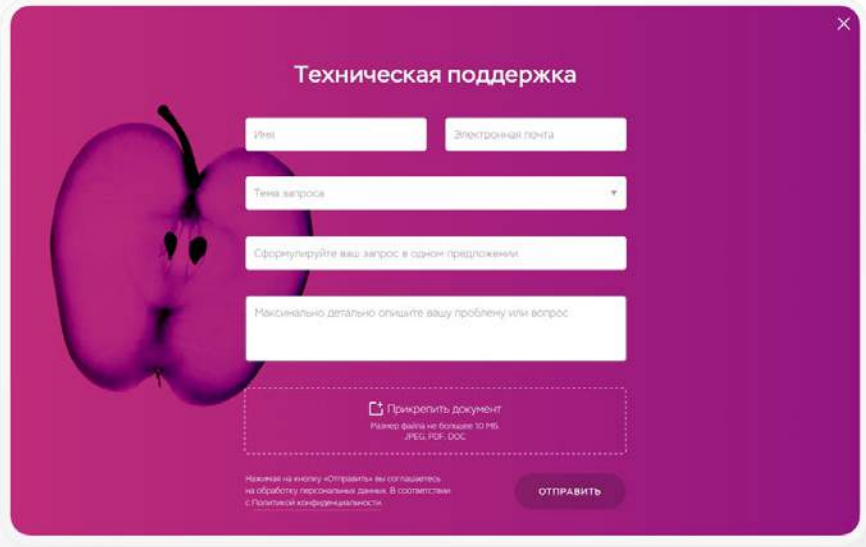 Техническая поддержка
Имя
Электронная почта
Тема запроса
Сформулируйте ваш запрос в одном предложении
Максимально детально опишите вашу проблему или вопрос
Прикрепить документ
Размер файла не большее 10 МБ.
JPEG, PDF, DOC
Нажимая на кнопку «Отправить» вы соглашаетесь
на обработку персональных данных. В соответствии
с Политикой конфиденциальности
ОТПРАВИТЬ